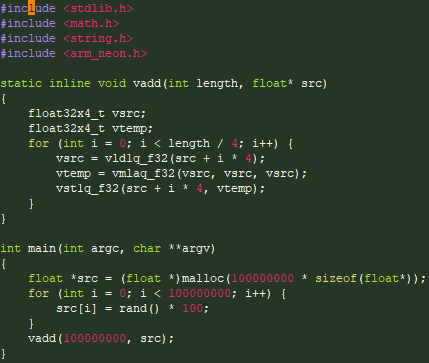 #include <stdlib.h>
#include <math.h>
#include <string.h>
#include <arm_neon.h>

static inline void vadd(int length, float* src)
{
    float32x4_t vsrc;
    float32x4_t vtemp;
    for (int i = 0; i < length / 4; i++) {
        vsrc = vld1q_f32(src + i * 4);
        vtemp = vmlaq_f32(vsrc, vsrc, vsrc);
        vst1q_f32(src + i * 4, vtemp);
    }
}

int main(int argc, char **argv)
{
    float *src = (float *)malloc(100000000 * sizeof(float*));
    for (int i = 0; i < 100000000; i++) {
        src[i] = rand() * 100;
    }
    vadd(100000000, src);
}